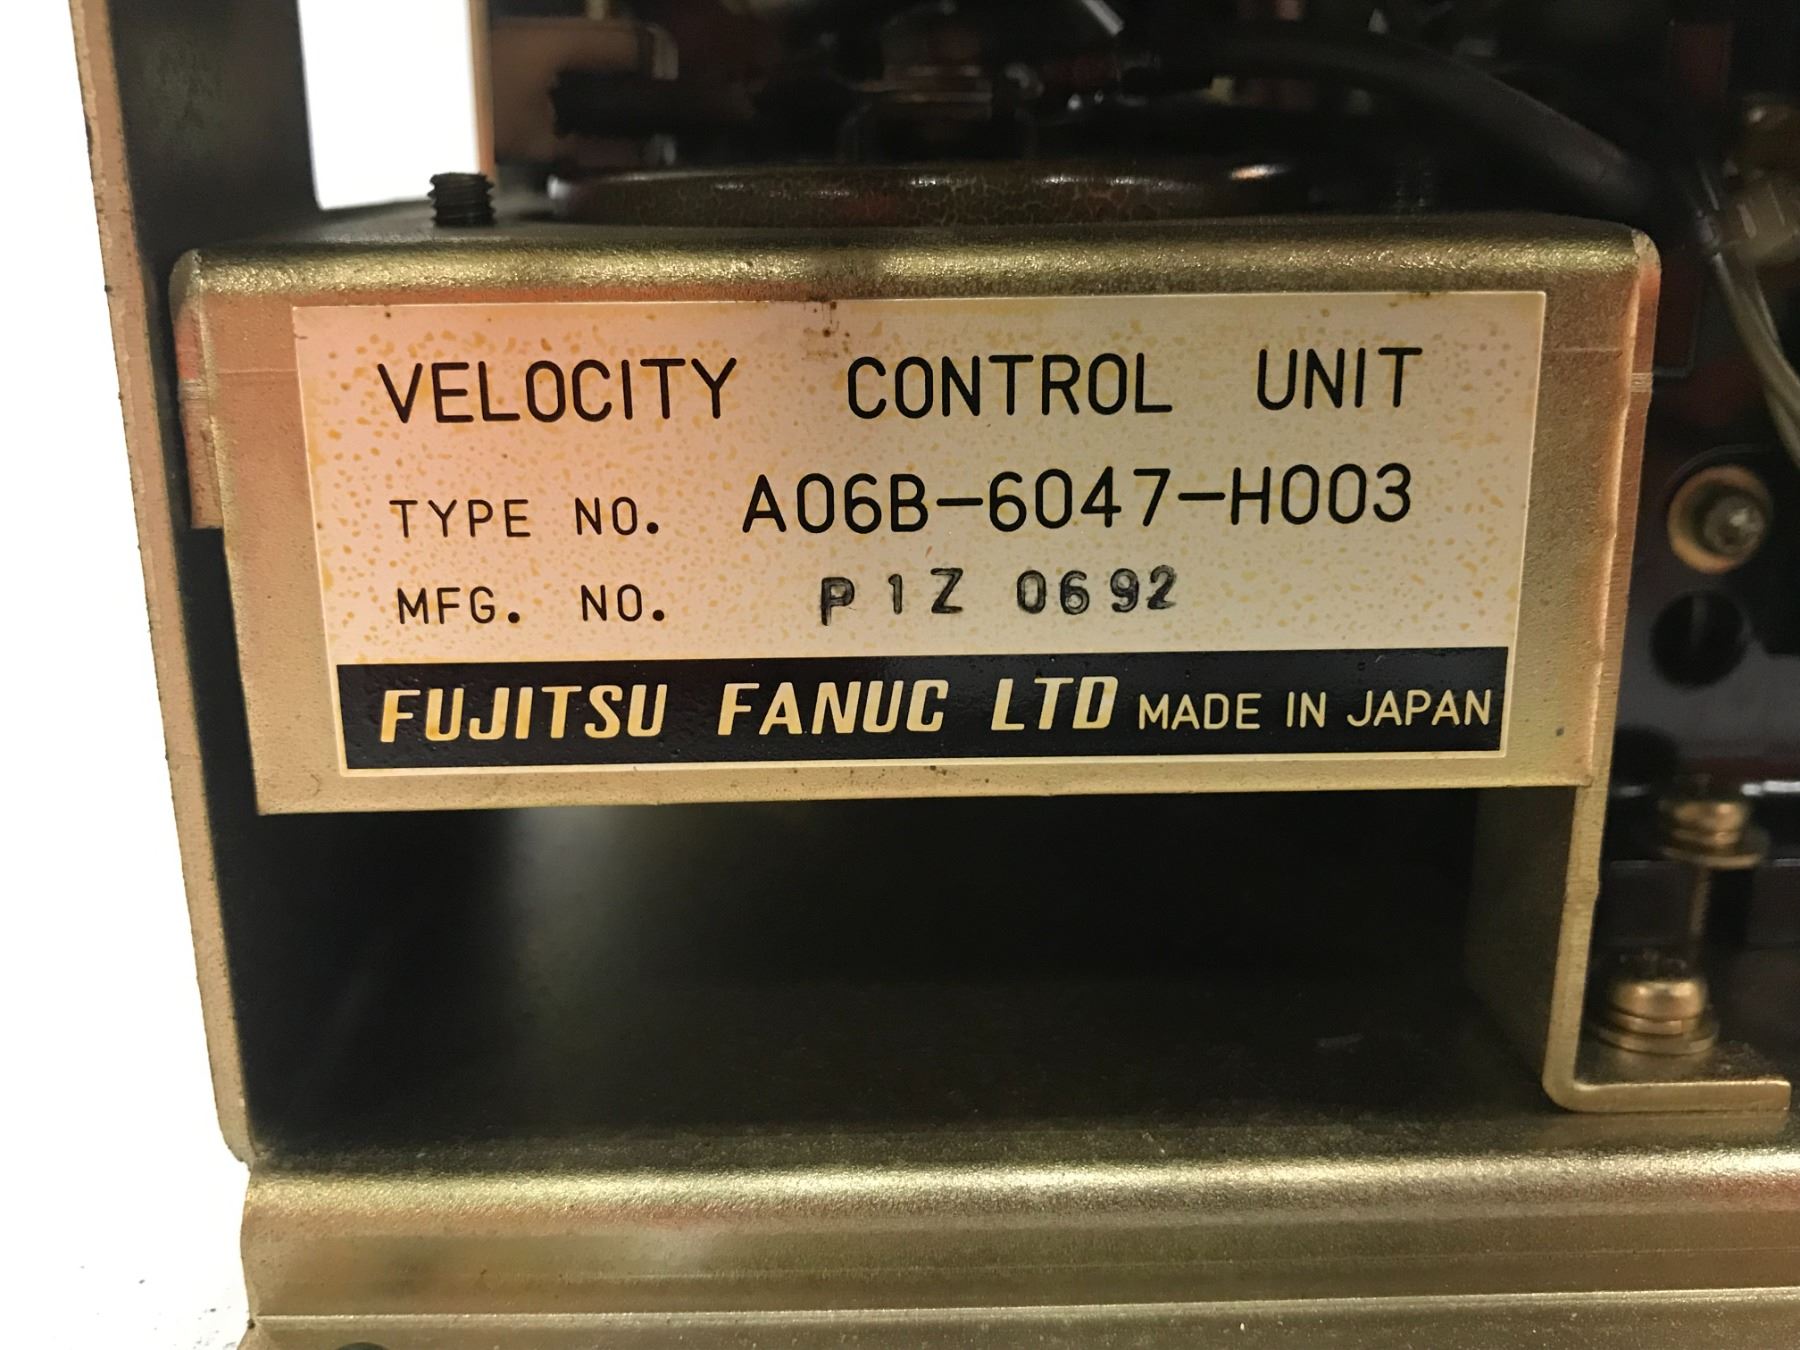 VELOCITY CONTROL UNIT
TYPE NO. A06B-6047-H003
MFG. NO. P1Z 0692
FUJITSU FANUC LTD MADE IN JAPAN